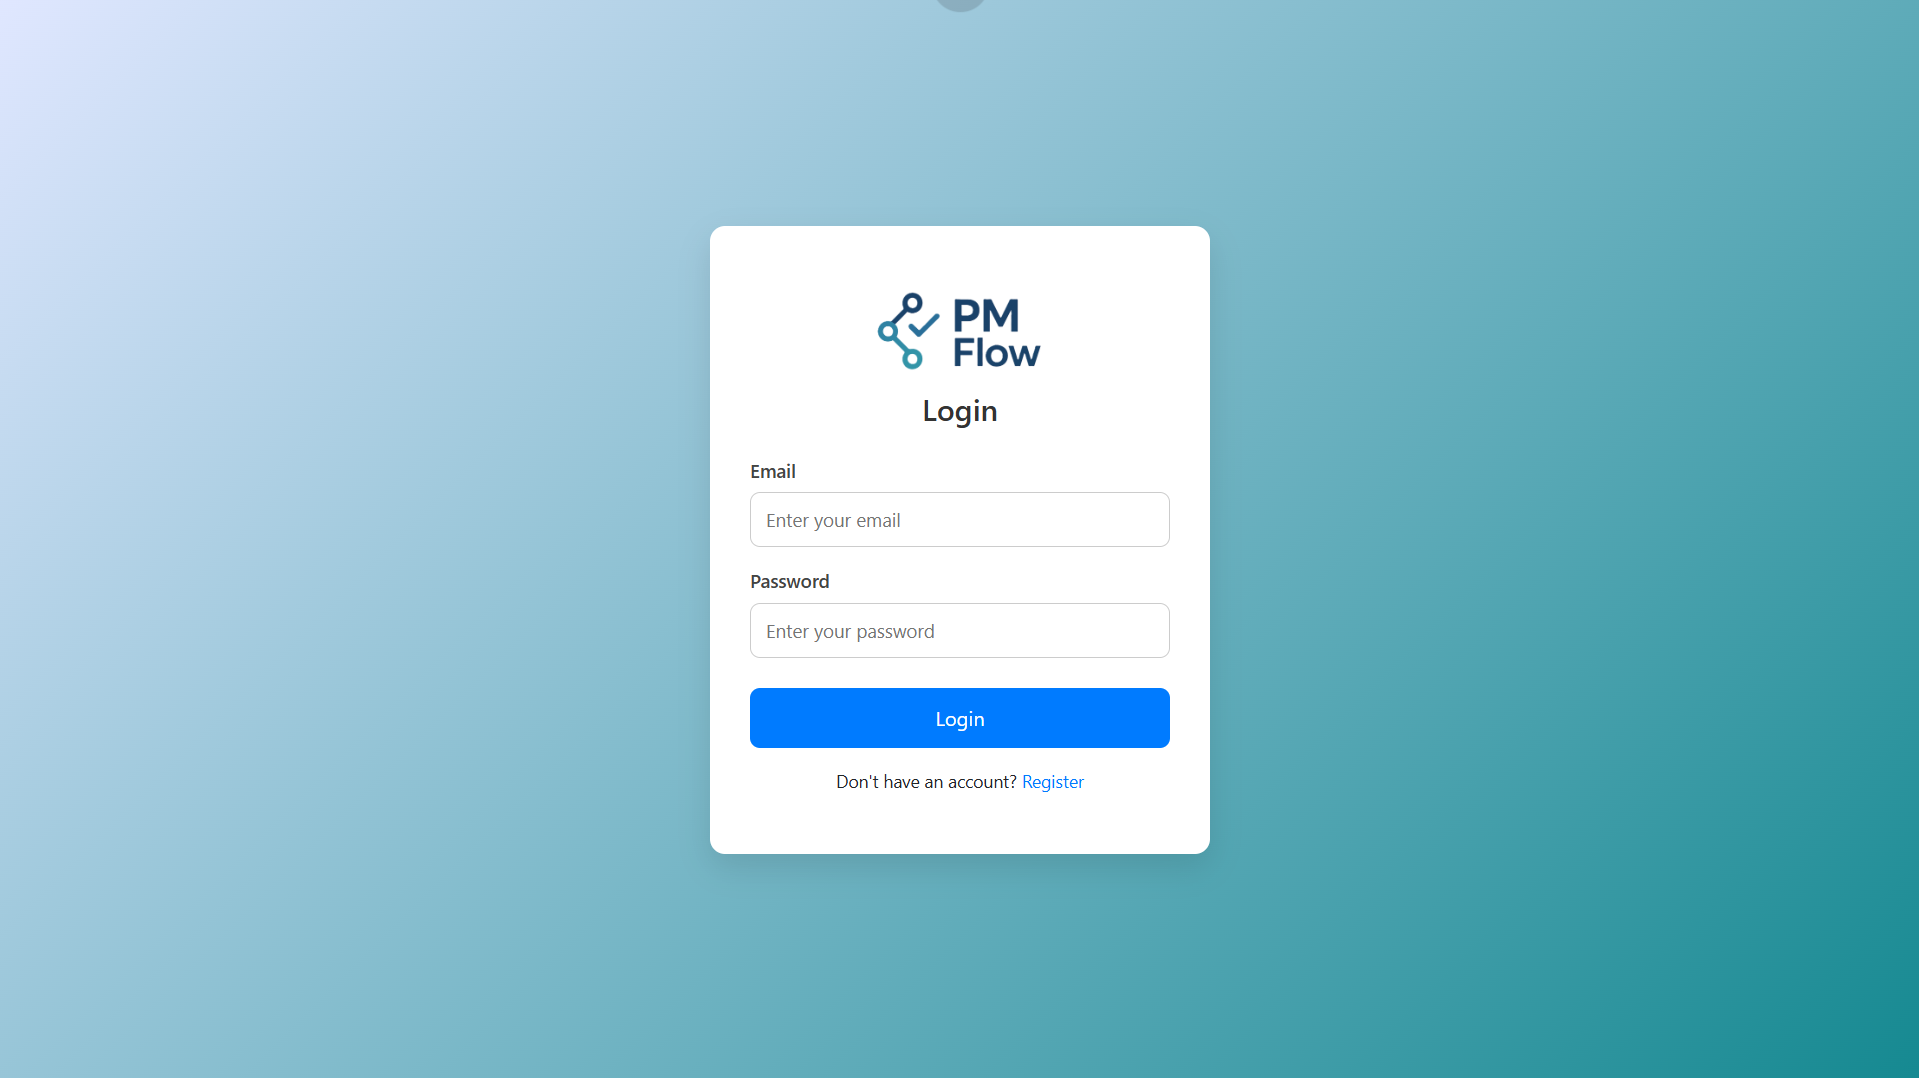 PM
Flow
Login
Email
Enter your email
Password
Enter your password
Login
Don't have an account? Register